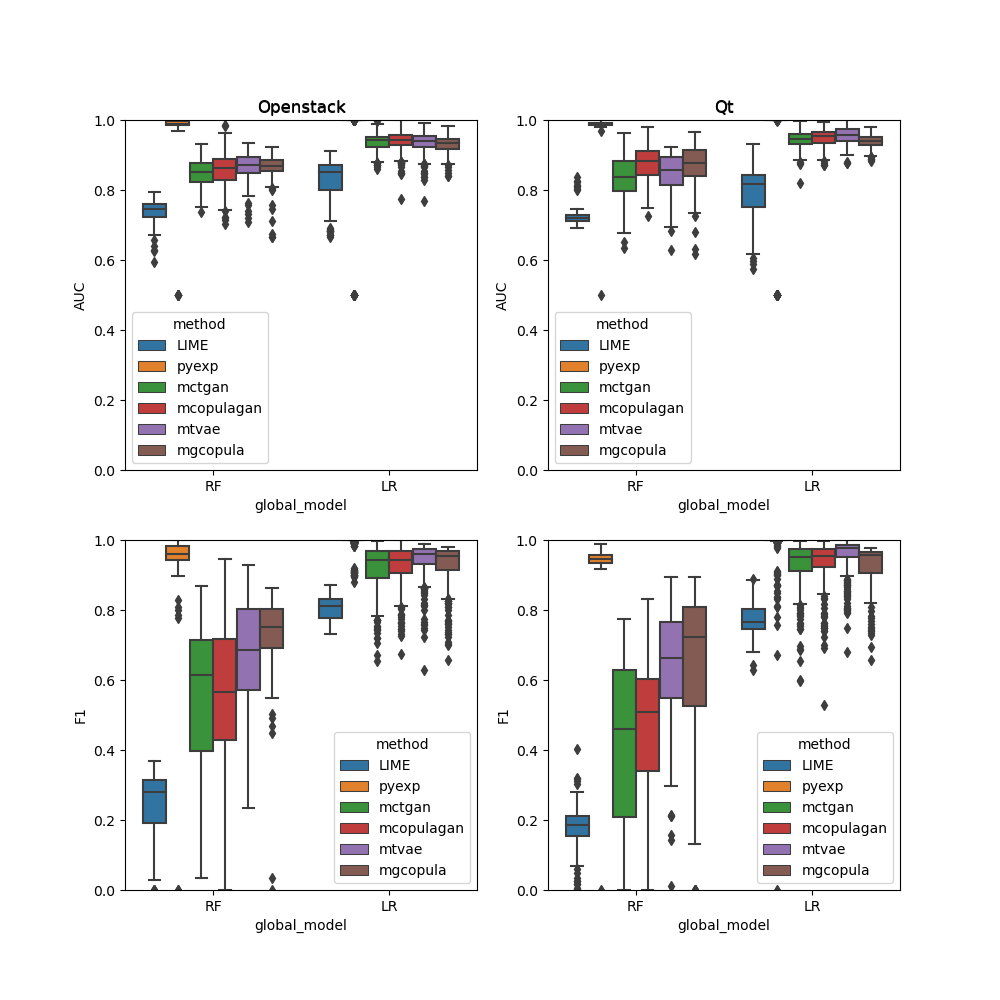 Openstack
1.0
0.8
0.6
0.4
0.2
0.0
AUC
method
LIME
pyexp
mctgan
mcopulagan
mtvae
mgcopula
RF
LR
global_model
Qt
1.0
0.8
0.6
0.4
0.2
0.0
AUC
method
LIME
pyexp
mctgan
mcopulagan
mtvae
mgcopula
RF
LR
global_model
1.0
0.8
0.6
0.4
0.2
0.0
F1
method
LIME
pyexp
mctgan
mcopulagan
mtvae
mgcopula
RF
LR
global_model
1.0
0.8
0.6
0.4
0.2
0.0
F1
method
LIME
pyexp
mctgan
mcopulagan
mtvae
mgcopula
RF
LR
global_model